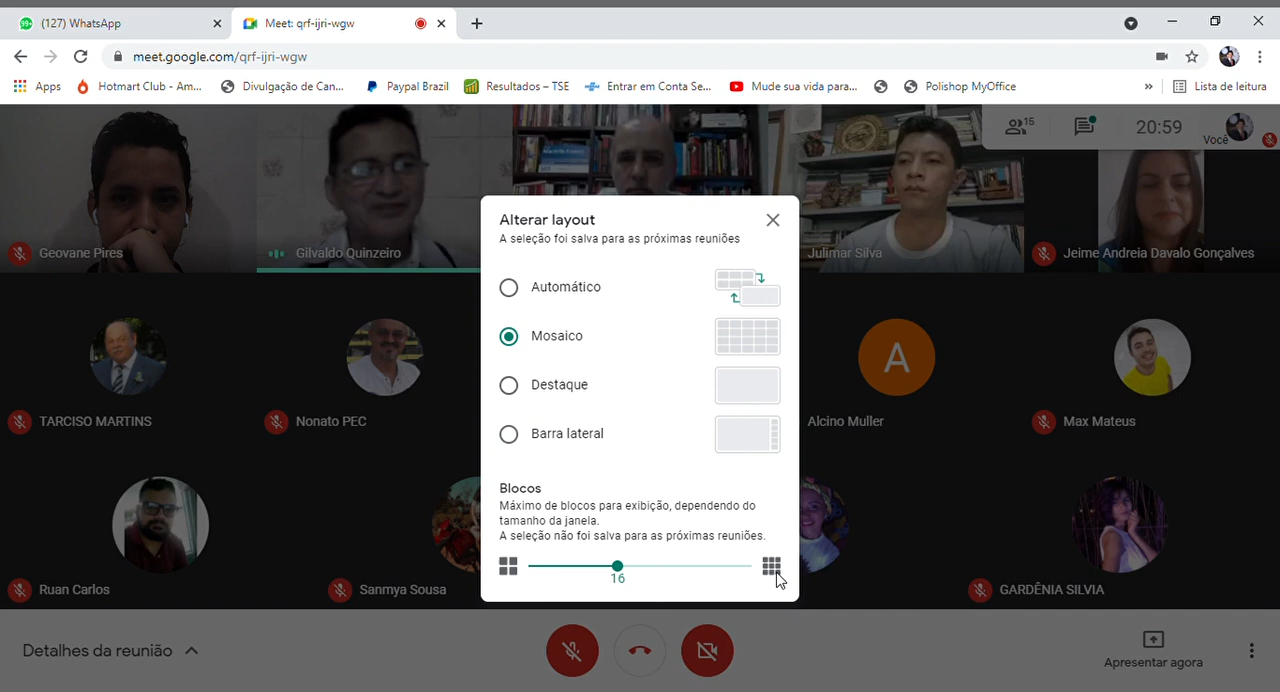 99+ (127) WhatsApp
Meet: qrf-ijri-wgw
meet.google.com/qrf-ijri-wgw
Apps
Hotmart Club - Am...
Divulgação de Can...
Paypal Brazil
Resultados – TSE
Entrar em Conta Se...
Mude sua vida para...
Polishop MyOffice
»
Lista de leitura
15
20:59
Você
Geovane Pires
Gilvaldo Quinzeiro
Julimar Silva
Jeime Andreia Davalo Gonçalves
Alterar layout
A seleção foi salva para as próximas reuniões
Automático
Mosaico
Destaque
Barra lateral
Blocos
Máximo de blocos para exibição, dependendo do
tamanho da janela.
A seleção não foi salva para as próximas reuniões.
16
TARCISO MARTINS
Nonato PEC
A
Alcino Muller
Max Mateus
Ruan Carlos
Sanmya Sousa
GARDÊNIA SILVIA
Detalhes da reunião
Apresentar agora